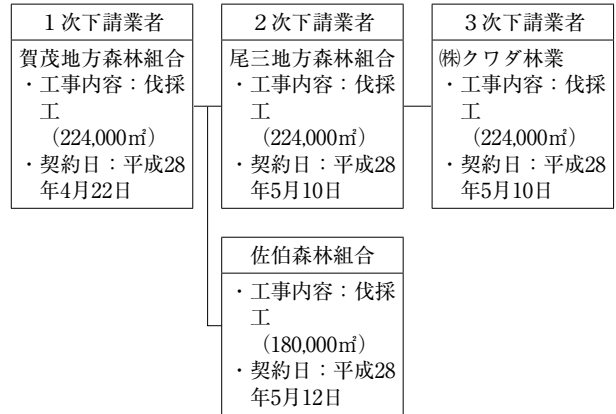 1次下請業者
賀茂地方森林組合
・工事内容：伐採
工
（224,000㎡）
・契約日：平成28
年4月22日
2次下請業者
尾三地方森林組合
・工事内容：伐採
工
（224,000㎡）
・契約日：平成28
年5月10日
3次下請業者
㈱クワダ林業
・工事内容：伐採
工
（224,000㎡）
・契約日：平成28
年5月10日
佐伯森林組合
・工事内容：伐採
工
（180,000㎡）
・契約日：平成28
年5月12日